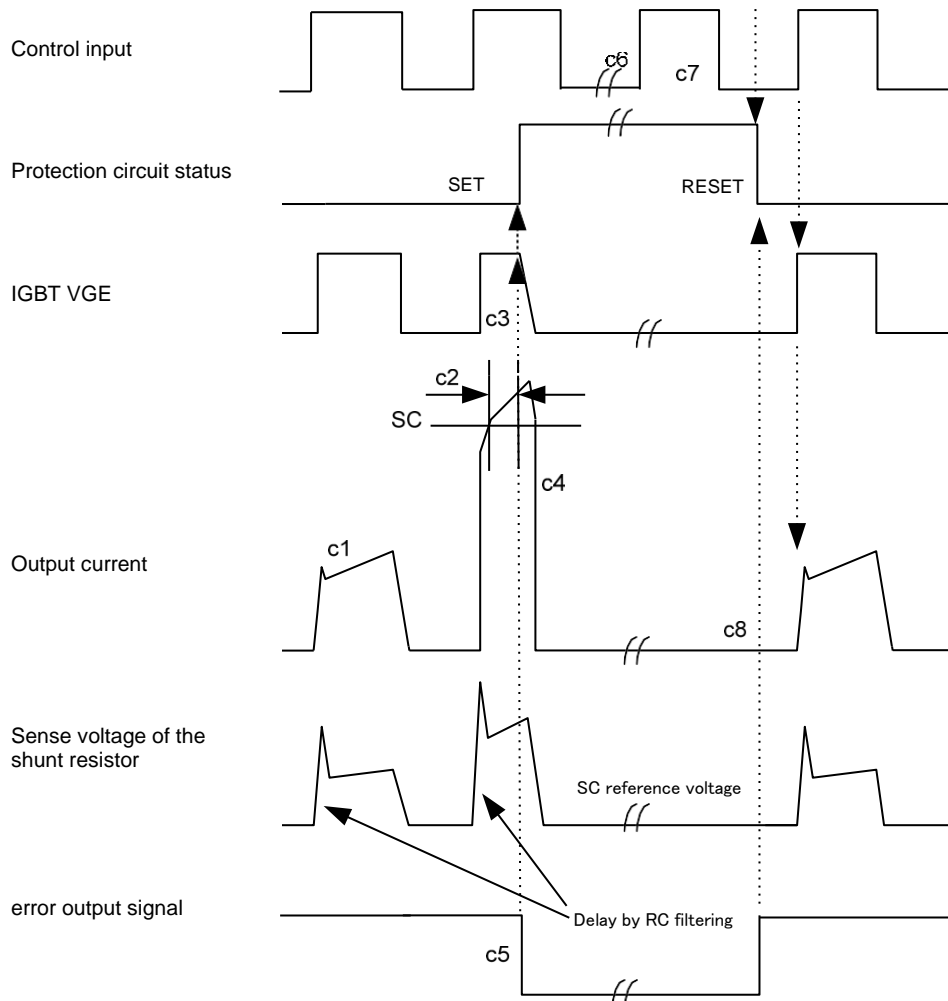 Control input
c6
c7
Protection circuit status
SET
RESET
IGBT VGE
c3
c2
SC
c4
c1
Output current
c8
Sense voltage of the
shunt resistor
SC reference voltage
error output signal
Delay by RC filtering
c5